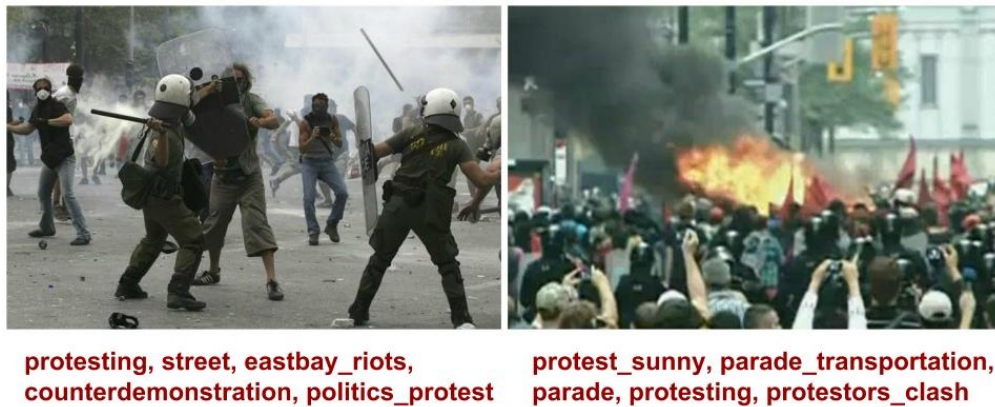 protesting, street, eastbay_riots,
counterdemonstration, politics_protest
protest_sunny, parade_transportation,
parade, protesting, protestors_clash